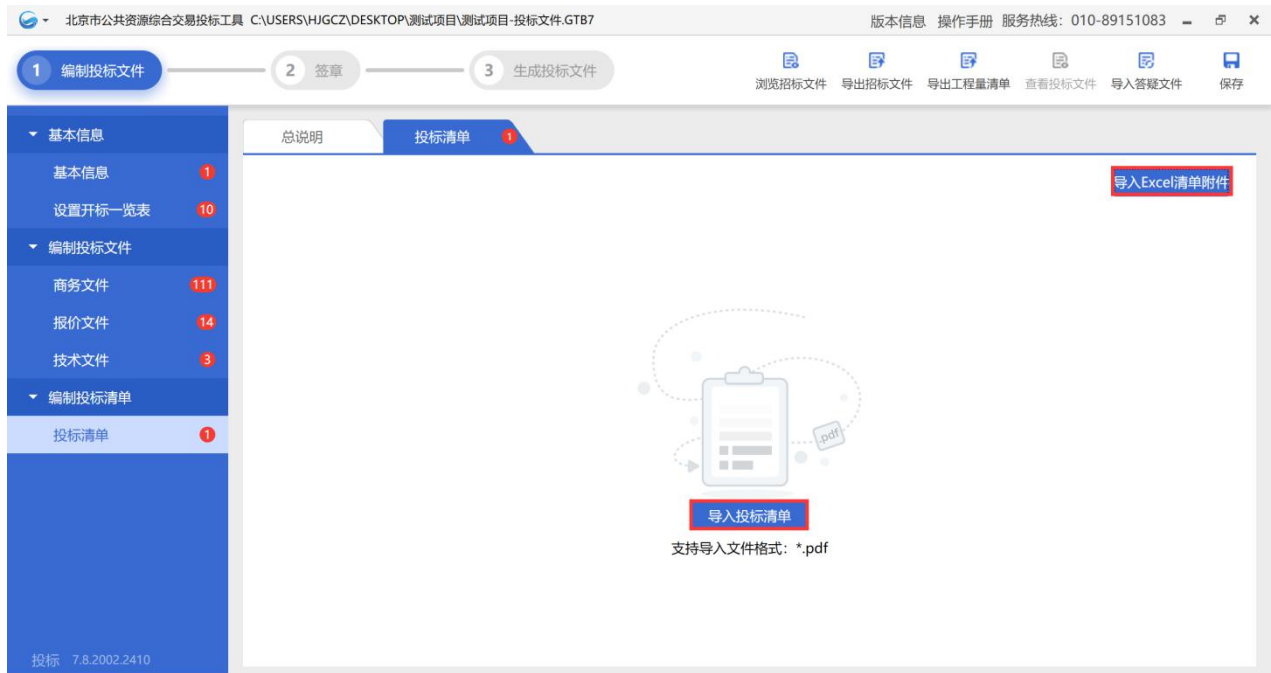 北京市公共资源综合交易投标工具 C:\USERS\HJGCZ\DESKTOP\测试项目\测试项目-投标文件.GTB7 版本信息 操作手册 服务热线：010-89151083
1 编制投标文件 2 签章 3 生成投标文件
浏览招标文件 导出招标文件 导出工程量清单 查看投标文件 导入答疑文件 保存
基本信息
基本信息 1
设置开标一览表 10
编制投标文件
商务文件 111
报价文件 14
技术文件 3
编制投标清单
投标清单 1
投标 7.8.2002.2410
总说明 投标清单 1
导入Excel清单附件
.pdf
导入投标清单
支持导入文件格式：*.pdf